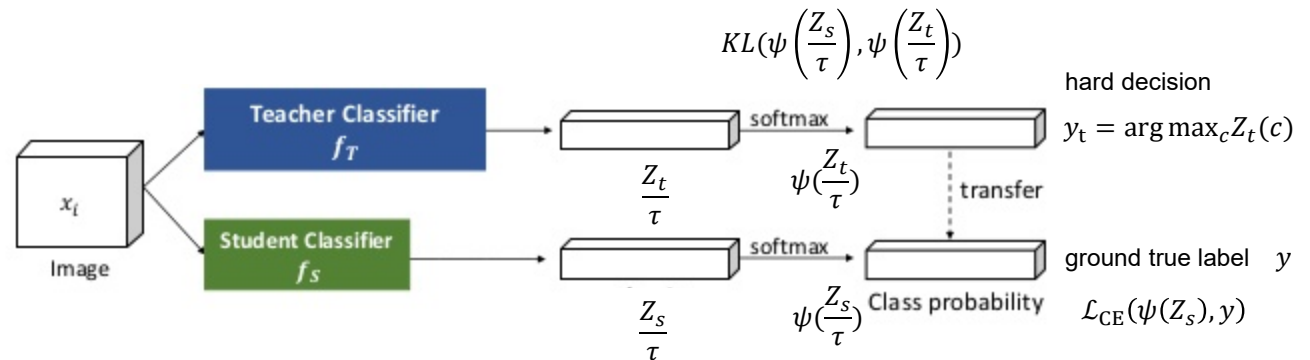 KL(ψ(Z_s/τ), ψ(Z_t/τ))
hard decision
Teacher Classifier
f_T
softmax
y_t = arg max_c Z_t(c)
x_i
Z_t/τ
ψ(Z_t/τ)
transfer
Student Classifier
f_S
softmax
ground true label y
Image
Z_s/τ
ψ(Z_s/τ)
Class probability
ℒ_CE(ψ(Z_s), y)